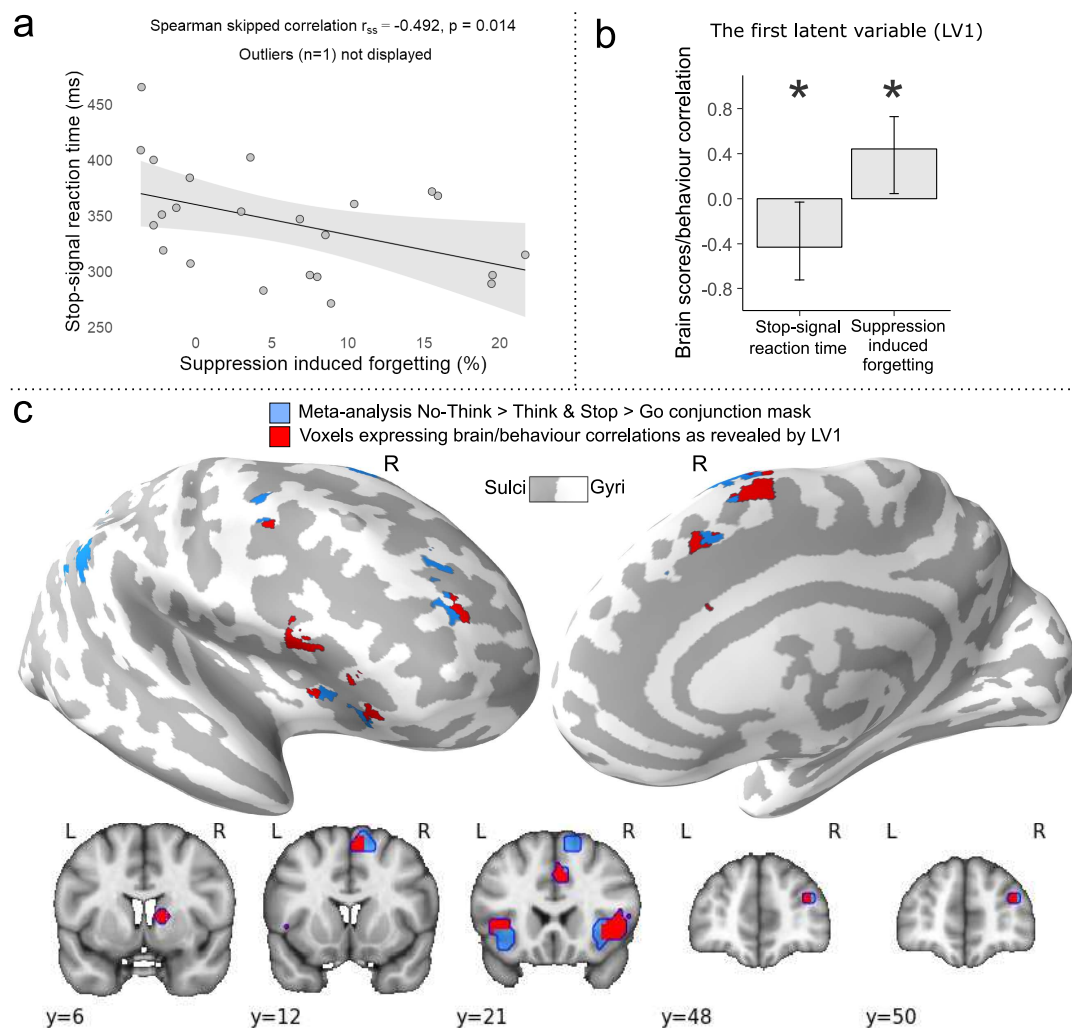 a
Spearman skipped correlation rss = -0.492, p = 0.014
Outliers (n=1) not displayed
Stop-signal reaction time (ms)
450
400
350
300
250
0 5 10 15 20
Suppression induced forgetting (%)
b
The first latent variable (LV1)
Brain scores/behaviour correlation
0.8
0.4
0.0
-0.4
-0.8
* *
Stop-signal
reaction time
Suppression
induced
forgetting
c
Meta-analysis No-Think > Think & Stop > Go conjunction mask
Voxels expressing brain/behaviour correlations as revealed by LV1
R R
Sulci Gyri
L R L R L R L R L R
y=6 y=12 y=21 y=48 y=50